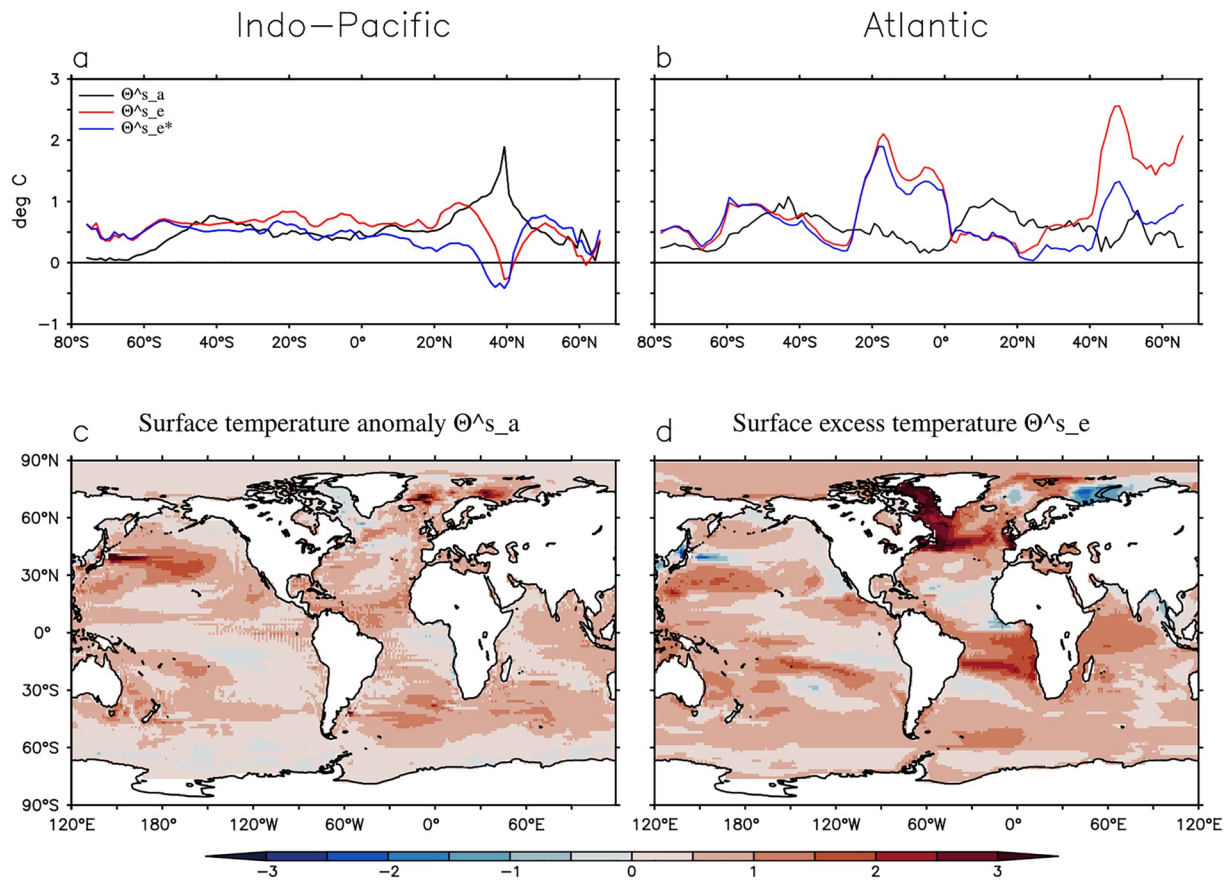 Indo−Pacific
Atlantic
a
b
3
2
1
0
−1
deg C
Θ^s_a
Θ^s_e
Θ^s_e*
80°S 60°S 40°S 20°S 0° 20°N 40°N 60°N
80°S 60°S 40°S 20°S 0° 20°N 40°N 60°N
c
Surface temperature anomaly Θ^s_a
d
Surface excess temperature Θ^s_e
90°N
60°N
30°N
0°
30°S
60°S
90°S
120°E 180° 120°W 60°W 0° 60°E
120°E 180° 120°W 60°W 0° 60°E 120°E
−3 −2 −1 0 1 2 3